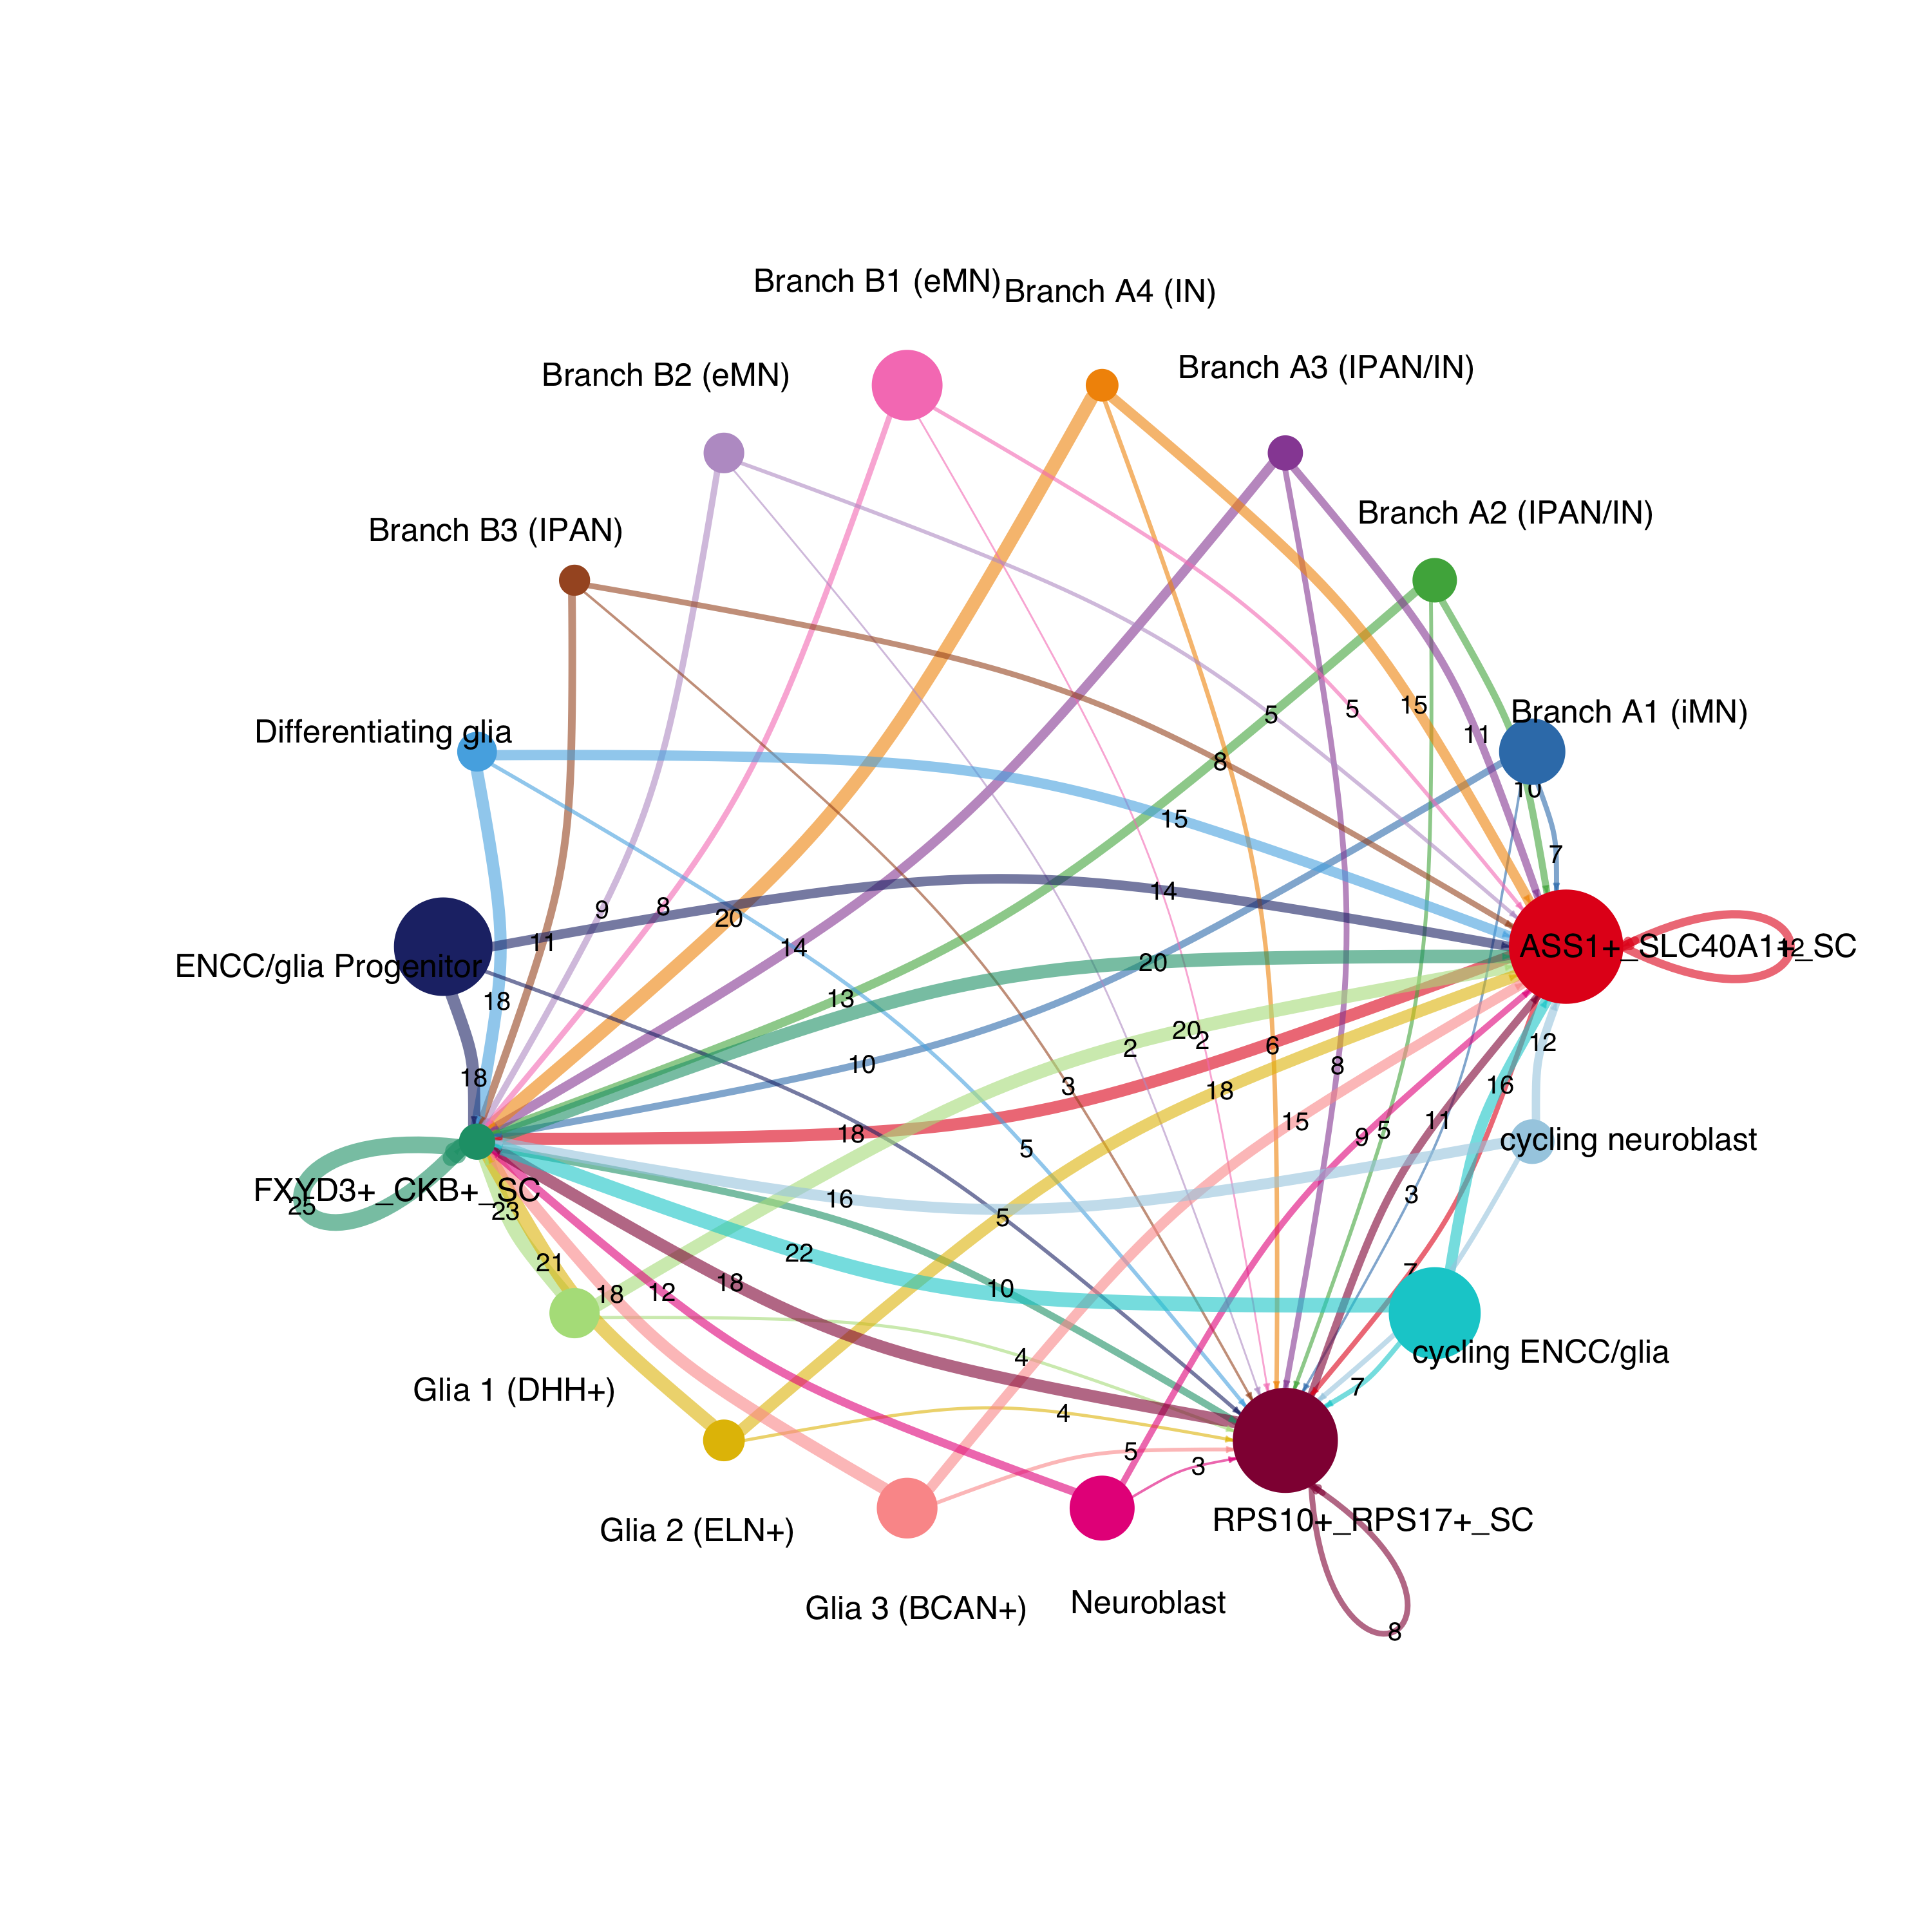 Branch B1 (eMN)
Branch A4 (IN)
Branch A3 (IPAN/IN)
Branch B2 (eMN)
Branch A2 (IPAN/IN)
Branch B3 (IPAN)
5
5
15
Branch A1 (iMN)
11
Differentiating glia
8
10
15
7
14
9
8
20
11
14
ASS1+_SLC40A1+_SC
12
20
ENCC/glia Progenitor
13
18
20
2
2
6
12
10
8
18
3
18
16
15
11
18
5
9
5
cycling neuroblast
FXYD3+_CKB+_SC
25
16
3
23
5
22
21
7
18
12
18
10
cycling ENCC/glia
4
7
Glia 1 (DHH+)
4
5
3
RPS10+_RPS17+_SC
Glia 2 (ELN+)
Glia 3 (BCAN+)
Neuroblast
8